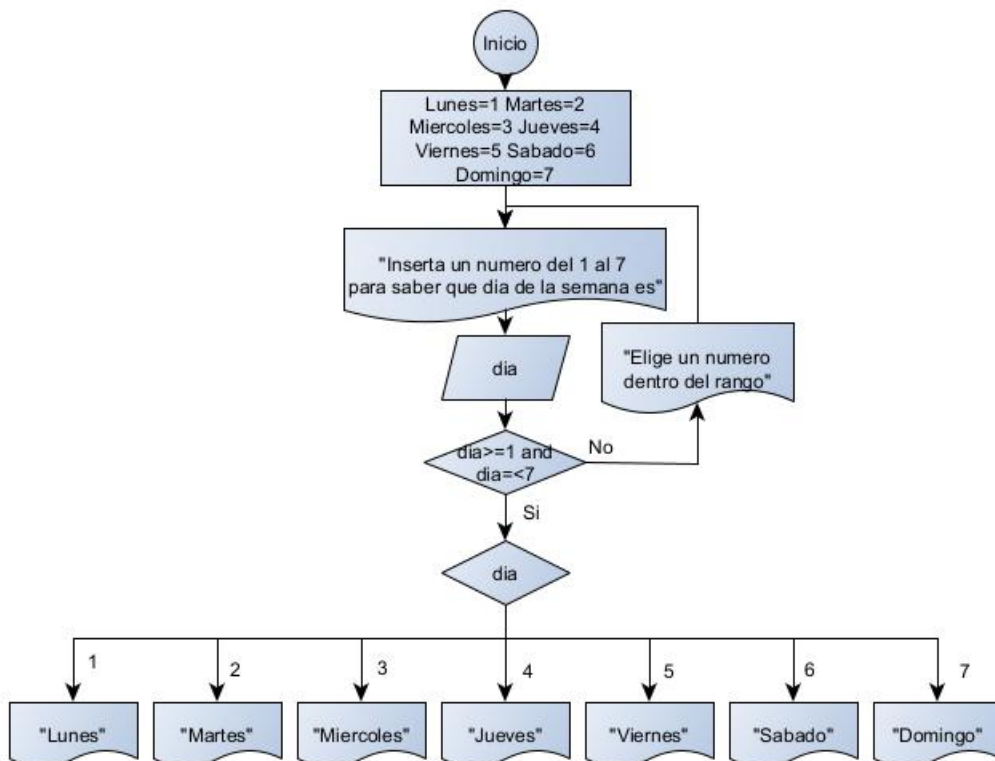 Inicio
Lunes=1 Martes=2
Miercoles=3 Jueves=4
Viernes=5 Sabado=6
Domingo=7
"Inserta un numero del 1 al 7
para saber que dia de la semana es"
dia
"Elige un numero
dentro del rango"
dia>=1 and
dia=<7
No
Si
dia
1
2
3
4
5
6
7
"Lunes"
"Martes"
"Miercoles"
"Jueves"
"Viernes"
"Sabado"
"Domingo"